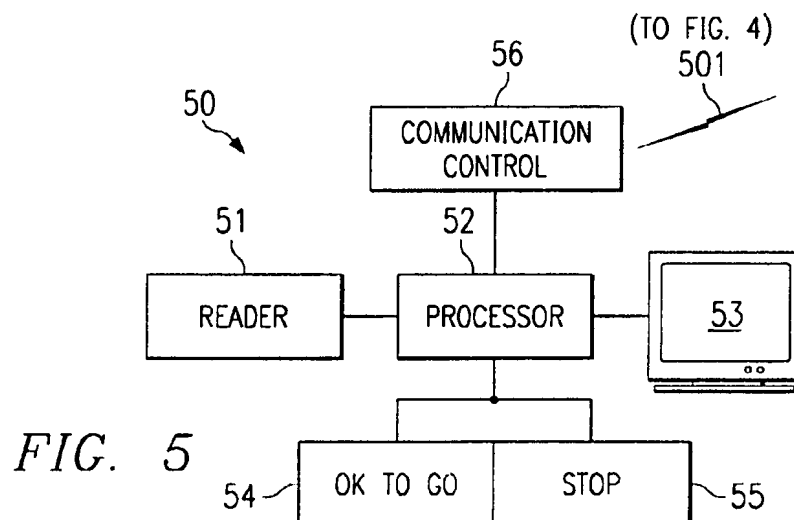 (TO FIG. 4)
501
56
50
COMMUNICATION
CONTROL
51
52
READER
PROCESSOR
53
FIG. 5
54
OK TO GO
STOP
55